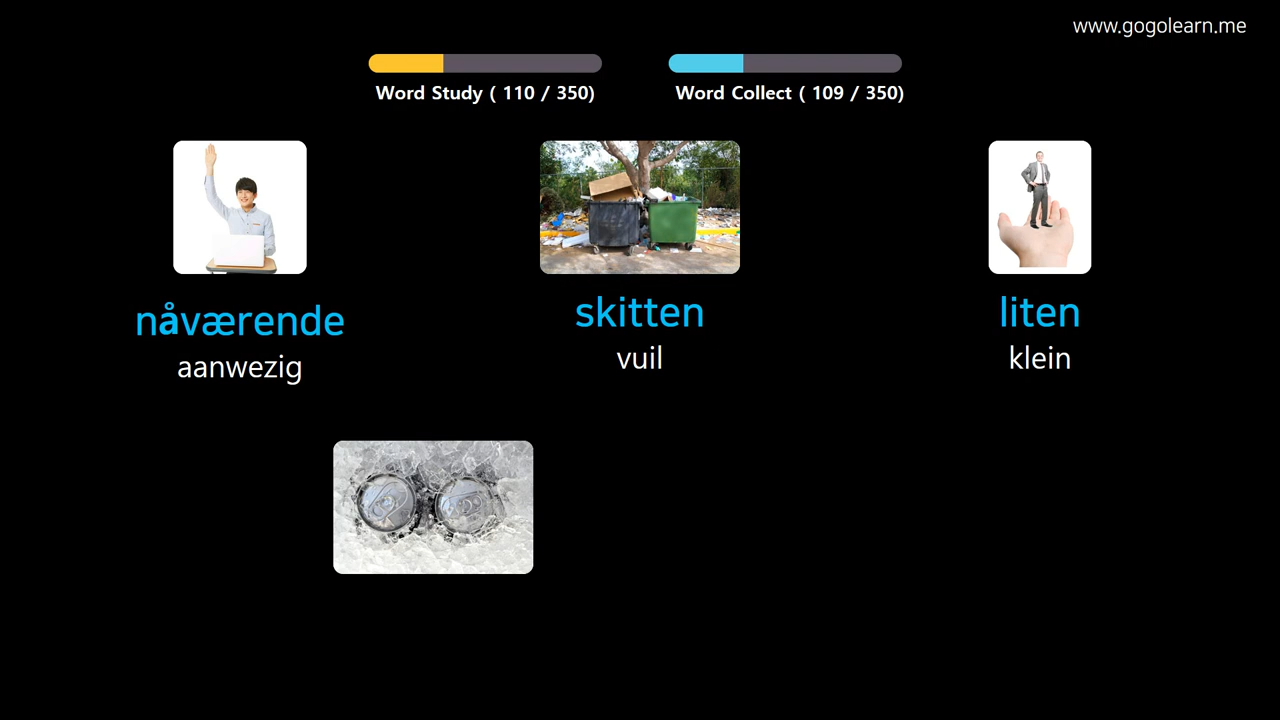 www.gogolearn.me
Word Study ( 110 / 350)
Word Collect ( 109 / 350)
nåværende
aanwezig
skitten
vuil
liten
klein